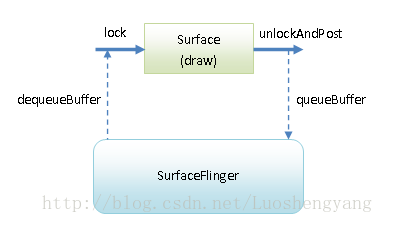 lock
Surface
(draw)
unlockAndPost
dequeueBuffer
queueBuffer
SurfaceFlinger
http://blog.csdn.net/Luoshengyang